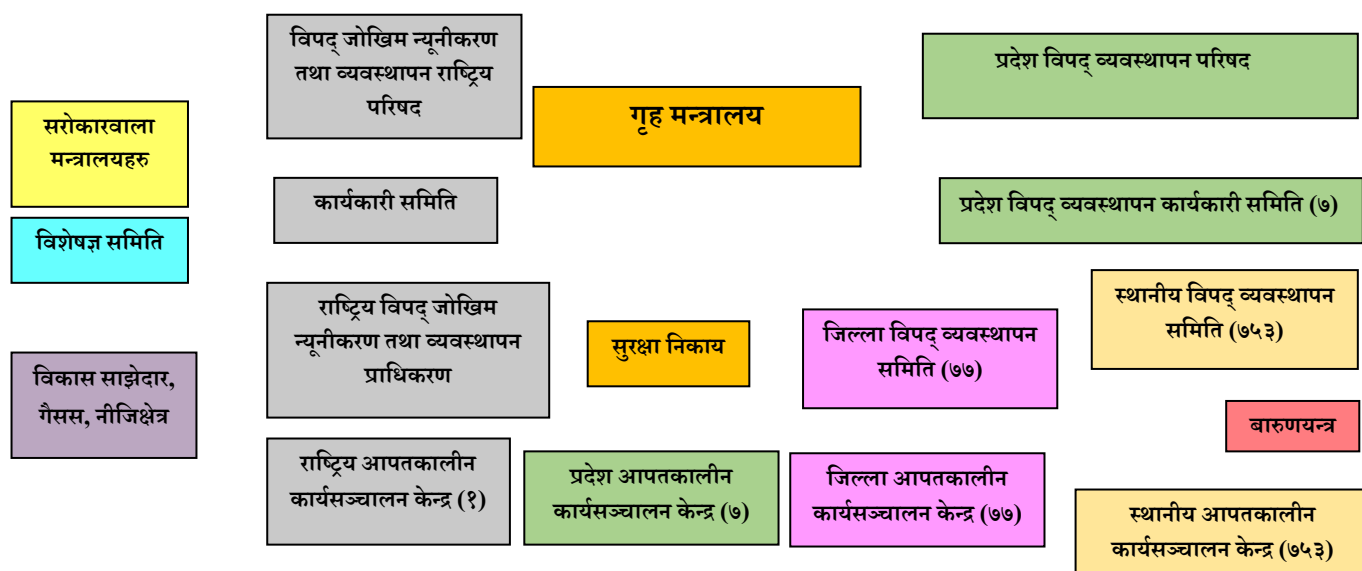 विपद् जोखिम न्यूनीकरण
तथा व्यवस्थापन राष्ट्रिय
परिषद
प्रदेश विपद् व्यवस्थापन परिषद
गृह मन्त्रालय
सरोकारवाला
मन्त्रालयहरु
कार्यकारी समिति
प्रदेश विपद् व्यवस्थापन कार्यकारी समिति (७)
विशेषज्ञ समिति
राष्ट्रिय विपद् जोखिम
न्यूनीकरण तथा व्यवस्थापन
प्राधिकरण
सुरक्षा निकाय
जिल्ला विपद् व्यवस्थापन
समिति (७७)
स्थानीय विपद् व्यवस्थापन
समिति (७५३)
विकास साझेदार,
गैसस, नीजिक्षेत्र
बारुणयन्त्र
राष्ट्रिय आपतकालीन
कार्यसञ्चालन केन्द्र (१)
प्रदेश आपतकालीन
कार्यसञ्चालन केन्द्र (७)
जिल्ला आपतकालीन
कार्यसञ्चालन केन्द्र (७७)
स्थानीय आपतकालीन
कार्यसञ्चालन केन्द्र (७५३)